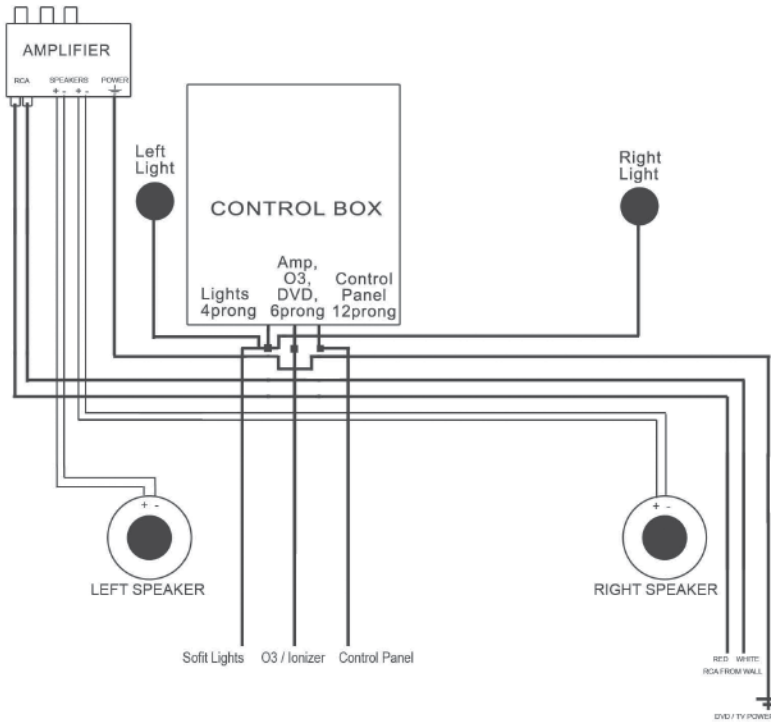 AMPLIFIER
RCA SPEAKERS POWER
+ - + -
Left
Light
Right
Light
CONTROL BOX
Lights
4prong
Amp,
O3,
DVD,
6prong
Control
Panel
12prong
+ -
LEFT SPEAKER
+ -
RIGHT SPEAKER
Sofit Lights O3 / Ionizer Control Panel
RED WHITE
RCA FROM WALL
DVD / TV POWER